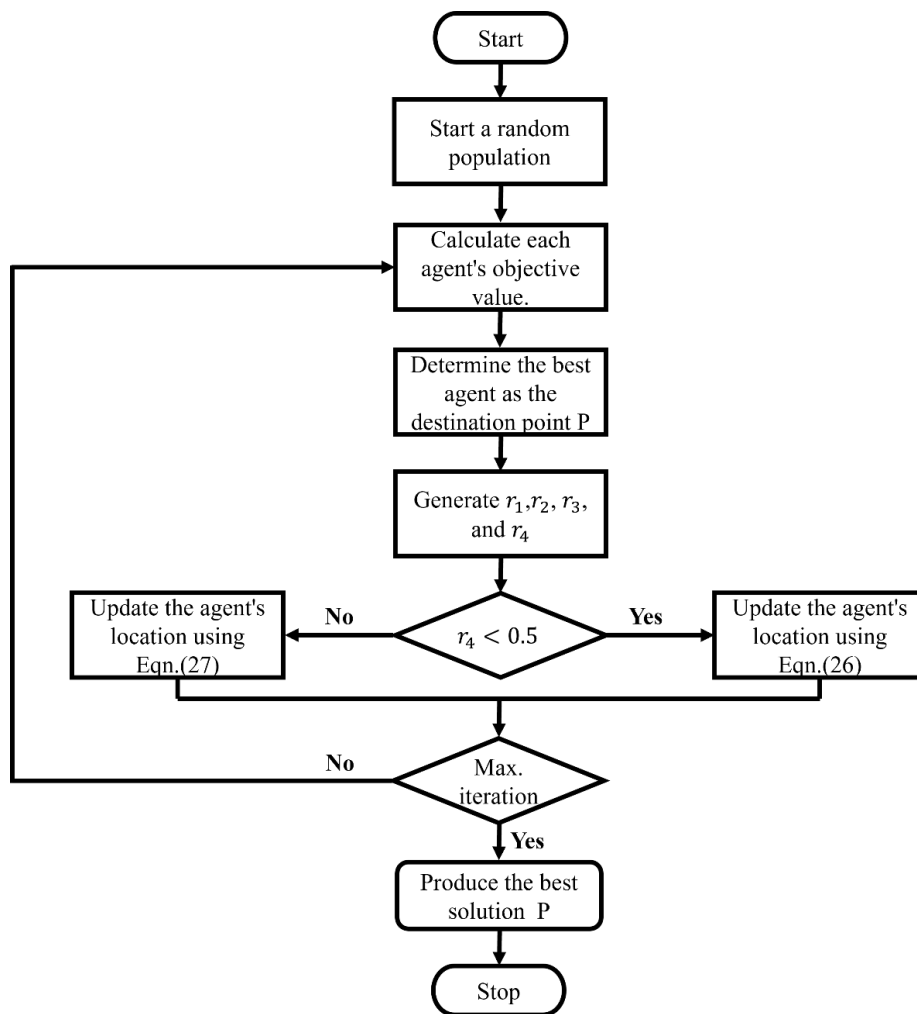 Start
Start a random
population
Calculate each
agent's objective
value.
Determine the best
agent as the
destination point P
Generate r₁,r₂, r₃,
and r₄
No
r₄ < 0.5
Yes
Update the agent's
location using
Eqn.(27)
Update the agent's
location using
Eqn.(26)
No
Max.
iteration
Yes
Produce the best
solution P
Stop